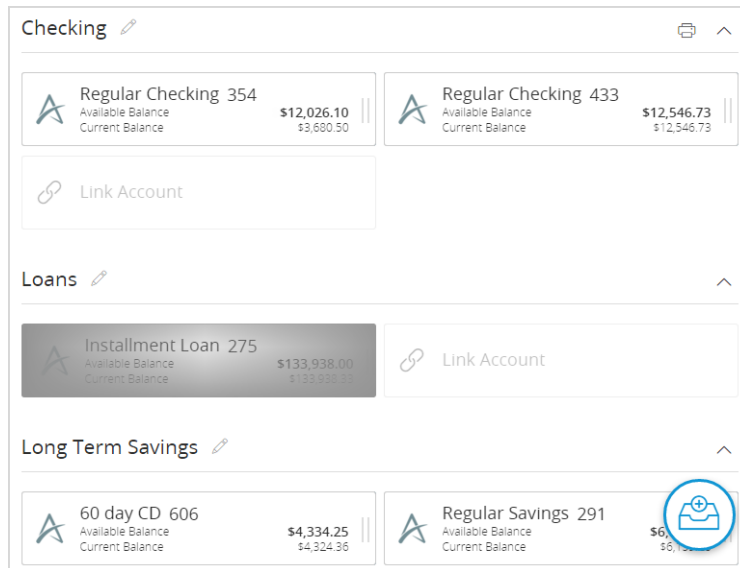 Checking
Regular Checking 354
Available Balance $12,026.10
Current Balance $3,680.50
Regular Checking 433
Available Balance $12,546.73
Current Balance $12,546.73
Link Account
Loans
Installment Loan 275
Available Balance $133,938.00
Current Balance
Link Account
Long Term Savings
60 day CD 606
Available Balance $4,334.25
Current Balance $4,324.36
Regular Savings 291
Available Balance
Current Balance